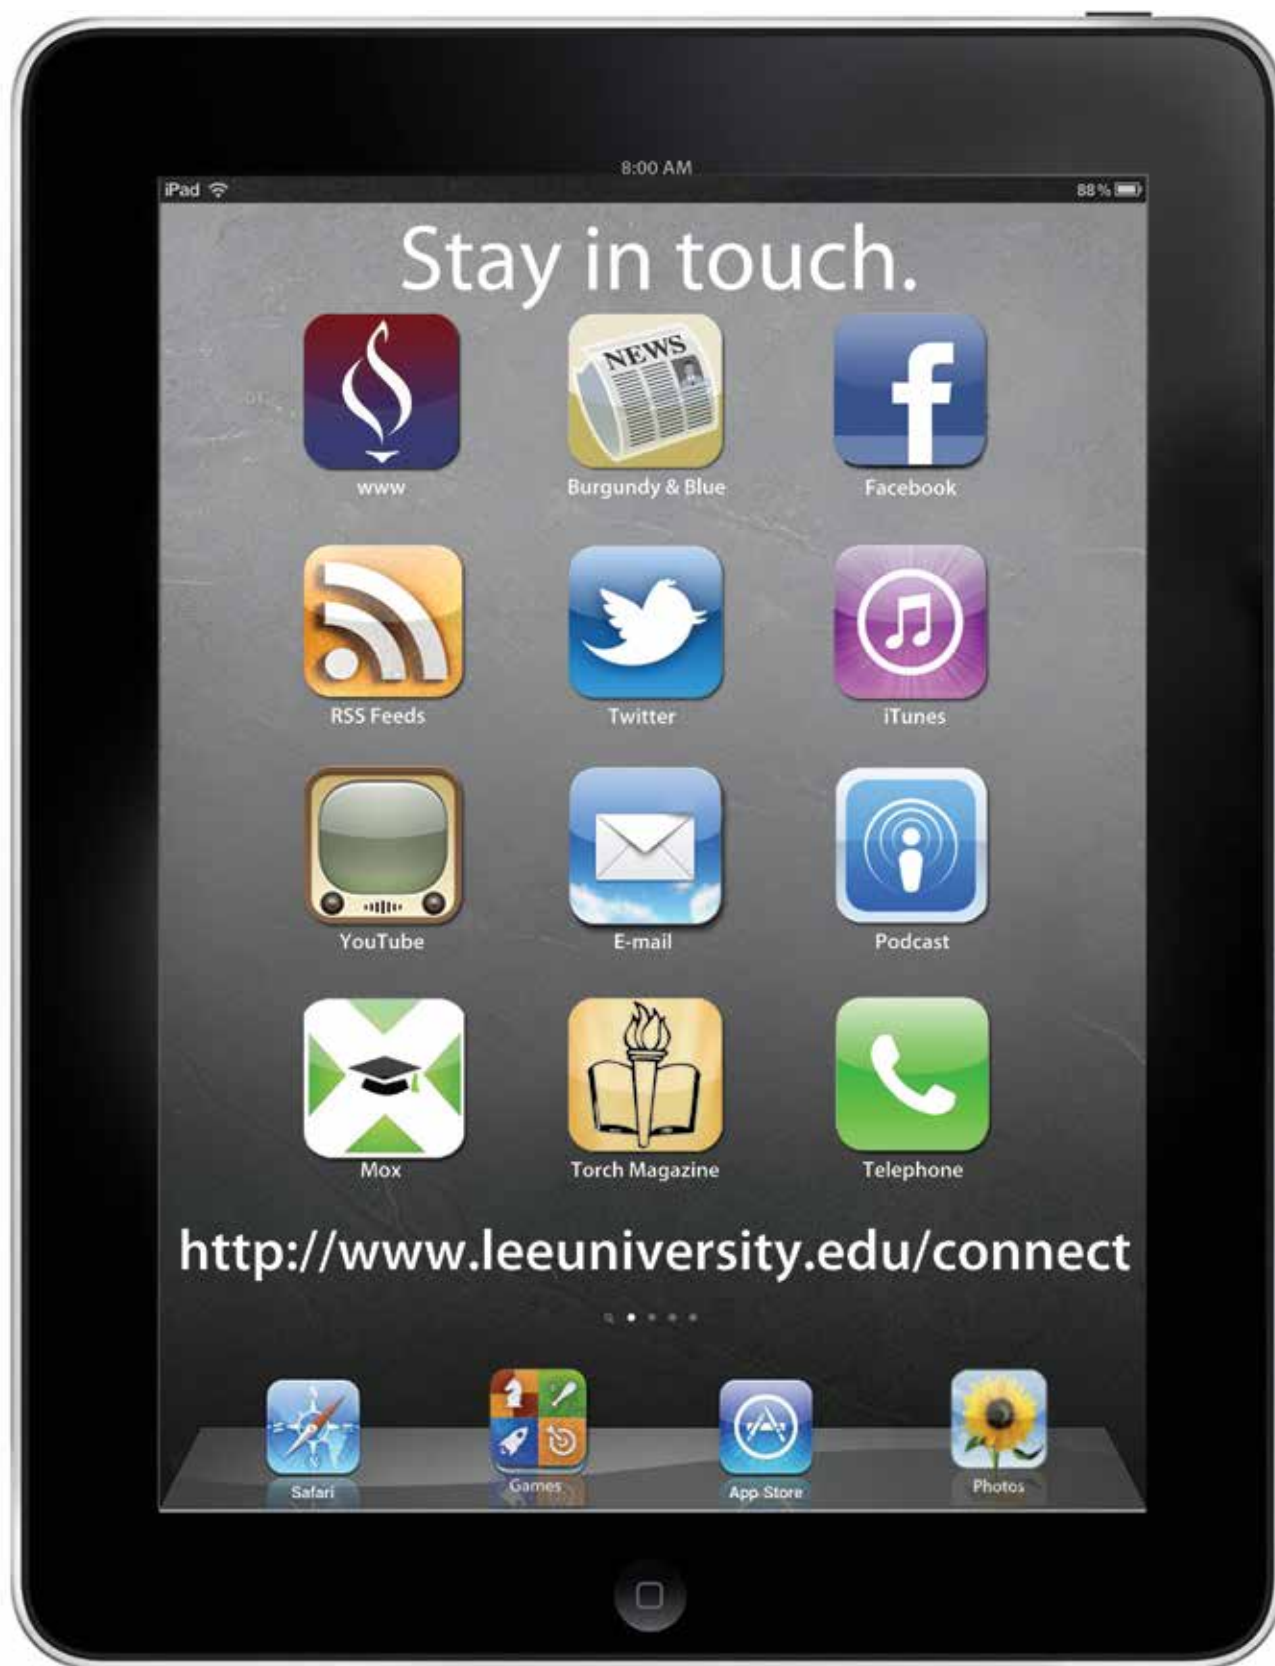 8:00 AM
iPad 88%
Stay in touch.
NEWS
www Burgundy & Blue Facebook
RSS Feeds Twitter iTunes
YouTube E-mail Podcast
Mox Torch Magazine Telephone
http://www.leeuniversity.edu/connect
Safari Games App Store Photos